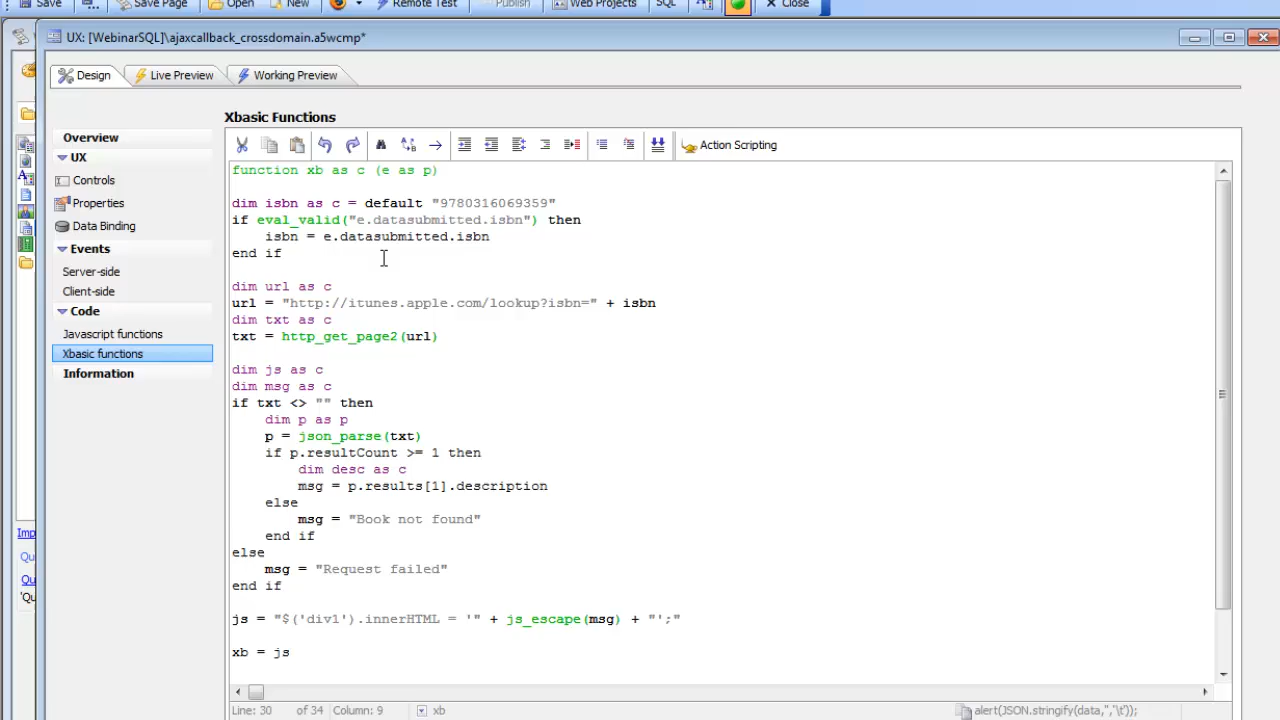 Save Save Page Open New Remote Test Publish Web Projects SQL Close
UX: [WebinarSQL]\ajaxcallback_crossdomain.a5wcmp*
Design Live Preview Working Preview
Overview
UX
Controls
Properties
Data Binding
Events
Server-side
Client-side
Code
Javascript functions
Xbasic functions
Information
Imp
Qu
Qu
'Qu
Xbasic Functions
Action Scripting
function xb as c (e as p)
dim isbn as c = default "9780316069359"
if eval_valid("e.datasubmitted.isbn") then
isbn = e.datasubmitted.isbn
end if
dim url as c
url = "http://itunes.apple.com/lookup?isbn=" + isbn
dim txt as c
txt = http_get_page2(url)
dim js as c
dim msg as c
if txt <> "" then
dim p as p
p = json_parse(txt)
if p.resultCount >= 1 then
dim desc as c
msg = p.results[1].description
else
msg = "Book not found"
end if
else
msg = "Request failed"
end if
js = "$('div1').innerHTML = '" + js_escape(msg) + "';"
xb = js
Line: 30 of 34 Column: 9 xb alert(JSON.stringify(data,'','\t'));